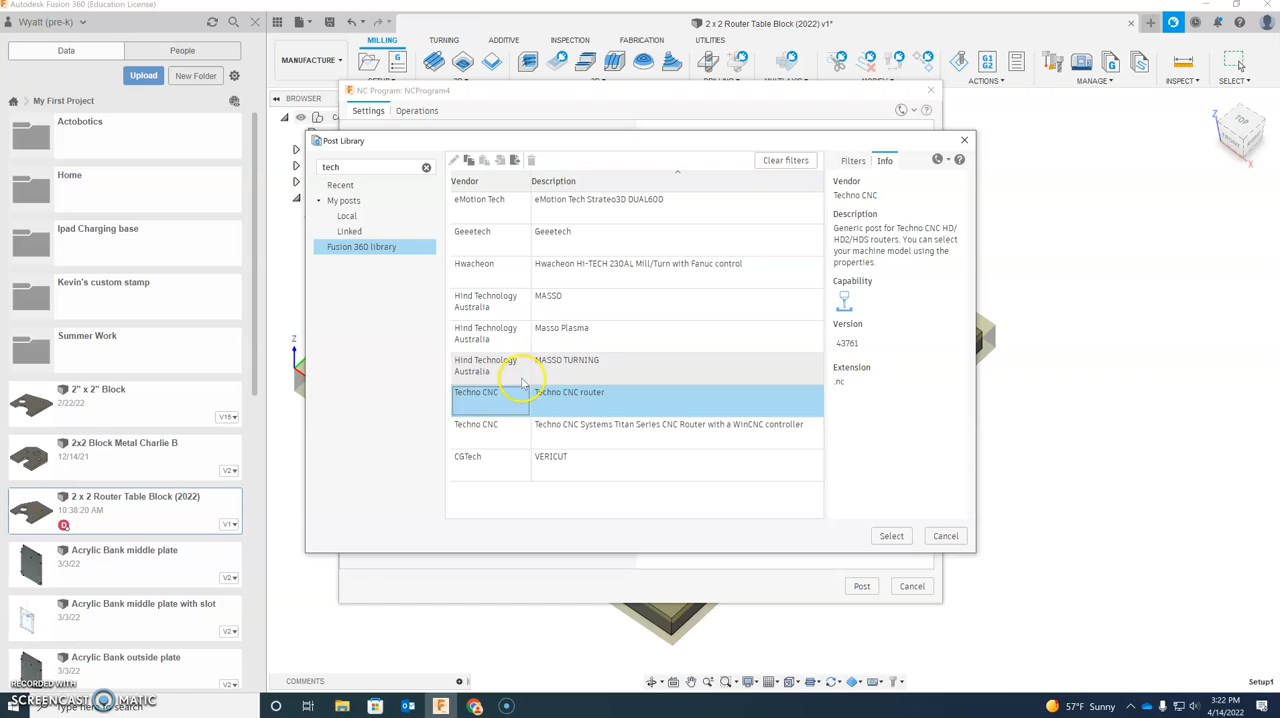 Autodesk Fusion 360 (Education License)
Wyatt (pre-k)
2 x 2 Router Table Block (2022) v1*
Data
People
Upload
New Folder
My First Project
Actobotics
Home
Ipad Charging base
Kevin's custom stamp
Summer Work
2" x 2" Block
2/22/22
V15
2x2 Block Metal Charlie B
12/14/21
V2
2 x 2 Router Table Block (2022)
10:38:20 AM
V1
Acrylic Bank middle plate
3/3/22
V2
Acrylic Bank middle plate with slot
3/3/22
V2
Acrylic Bank outside plate
3/3/22
V2
MILLING
TURNING
ADDITIVE
INSPECTION
FABRICATION
UTILITIES
MANUFACTURE
G1
G2
ACTIONS
MANAGE
INSPECT
SELECT
BROWSER
TOP
Z
X
Z
NC Program: NCProgram4
Settings
Operations
Post Library
tech
Recent
My posts
Local
Linked
Fusion 360 library
Clear filters
Vendor
Description
eMotion Tech
eMotion Tech Strateo3D DUAL600
Geeetech
Geeetech
Hwacheon
Hwacheon Hi-TECH 230AL Mill/Turn with Fanuc control
Hind Technology
Australia
MASSO
Hind Technology
Australia
Masso Plasma
Hind Technology
Australia
MASSO TURNING
Techno CNC
Techno CNC router
Techno CNC
Techno CNC Systems Titan Series CNC Router with a WinCNC controller
CGTech
VERICUT
Filters
Info
Vendor
Techno CNC
Description
Generic post for Techno CNC HD/
HD2/HDS routers. You can select
your machine model using the
properties.
Capability
Version
43761
Extension
.nc
Select
Cancel
Post
Cancel
COMMENTS
Setup1
RECORDED WITH
SCREENCAST MATIC
57°F Sunny
3:22 PM
4/14/2022